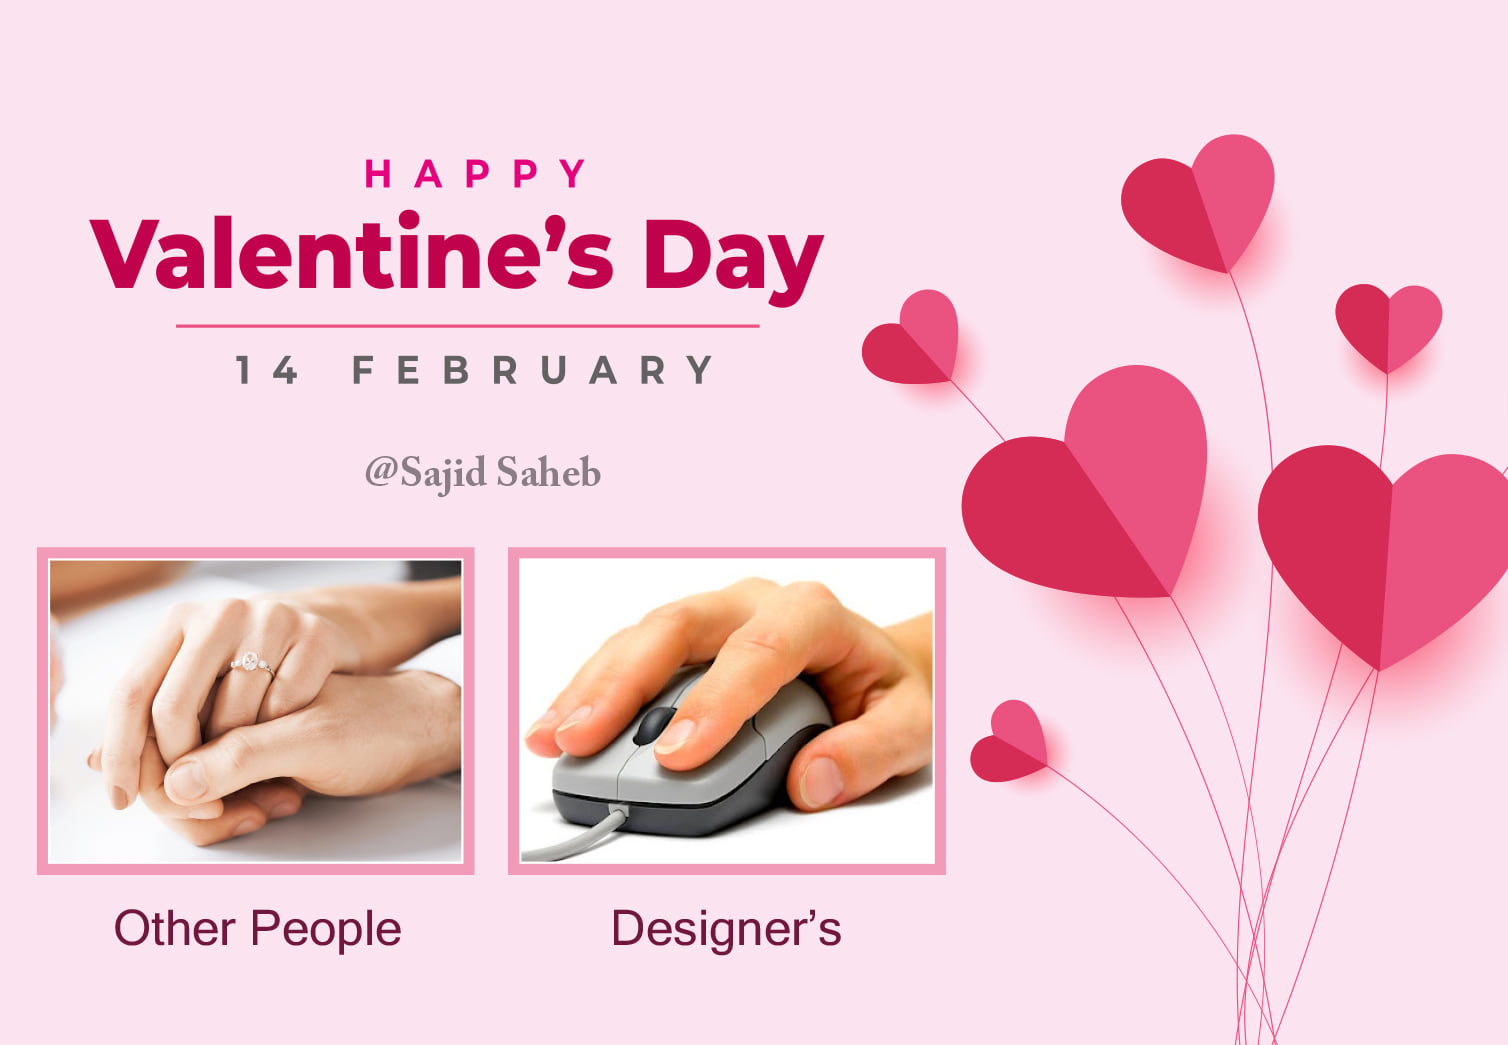 HAPPY
Valentine’s Day
14 FEBRUARY
@Sajid Saheb
Other People
Designer’s